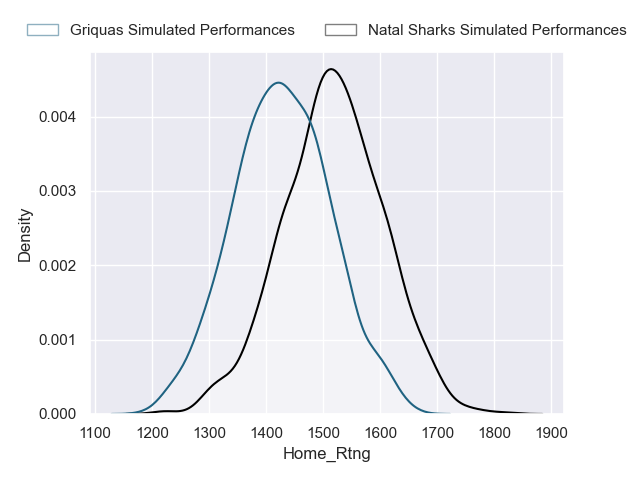 Griquas Simulated Performances
Natal Sharks Simulated Performances
Density
0.004
0.003
0.002
0.001
0.000
1100 1200 1300 1400 1500 1600 1700 1800 1900
Home_Rtng